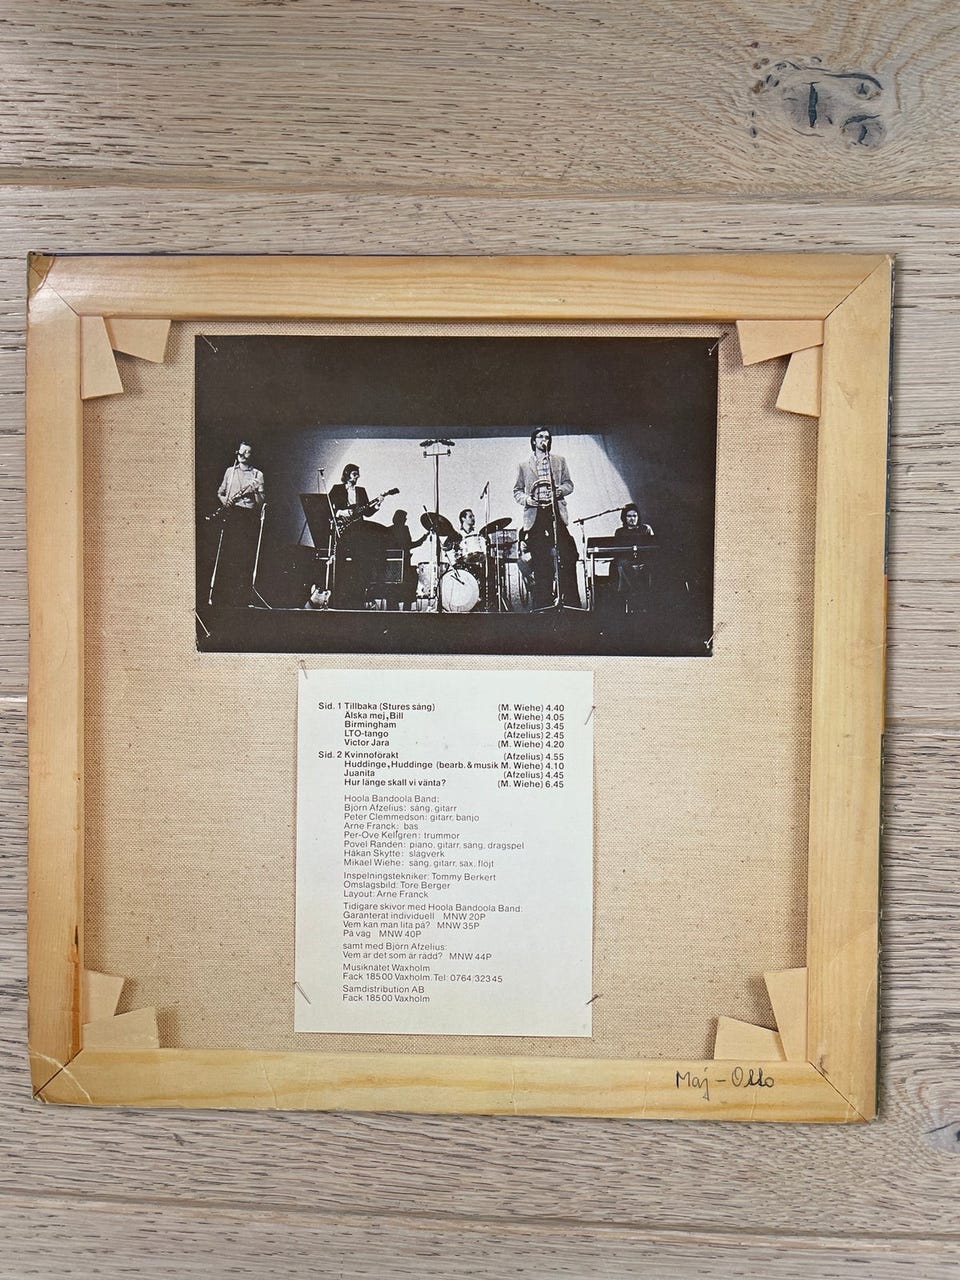 Sid. 1 Tillbaka (Stures sång) (M. Wiehe) 4.40
Älska mej, Bill (M. Wiehe) 4.05
Birmingham (Afzelius) 3.45
LTO-tango (Afzelius) 2.45
Victor Jara (M. Wiehe) 4.20
Sid. 2 Kvinnoförakt (Afzelius) 4.55
Huddinge, Huddinge (bearb. & musik M. Wiehe) 4.10
Juanita (Afzelius) 4.45
Hur länge skall vi vänta? (M. Wiehe) 6.45
Hoola Bandoola Band:
Björn Afzelius: sång, gitarr
Peter Clemmedson: gitarr, banjo
Arne Franck: bas
Per-Ove Kellgren: trummor
Povel Randén: piano, gitarr, sång, dragspel
Håkan Skytte: slagverk
Mikael Wiehe: sång, gitarr, sax, flöjt
Inspelningstekniker: Tommy Berkert
Omslagsbild: Tore Berger
Layout: Arne Franck
Tidigare skivor med Hoola Bandoola Band:
Garanterat individuell MNW 20P
Vem kan man lita på? MNW 35P
På väg MNW 40P
samt med Björn Afzelius:
Vem är det som är rädd? MNW 44P
Musiknätet Waxholm
Fack 185 00 Vaxholm. Tel: 0764/323 45
Samdistribution AB
Fack 185 00 Vaxholm
Maj-Otto